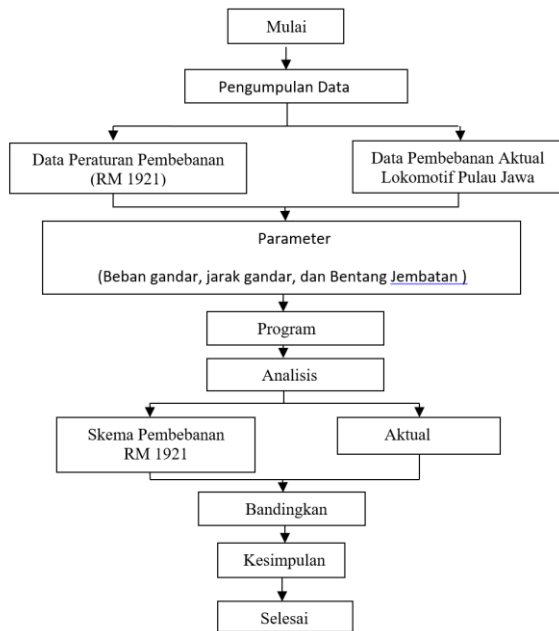 Mulai
Pengumpulan Data
Data Peraturan Pembebanan
(RM 1921)
Data Pembebanan Aktual
Lokomotif Pulau Jawa
Parameter
(Beban gandar, jarak gandar, dan Bentang Jembatan )
Program
Analisis
Skema Pembebanan
RM 1921
Aktual
Bandingkan
Kesimpulan
Selesai